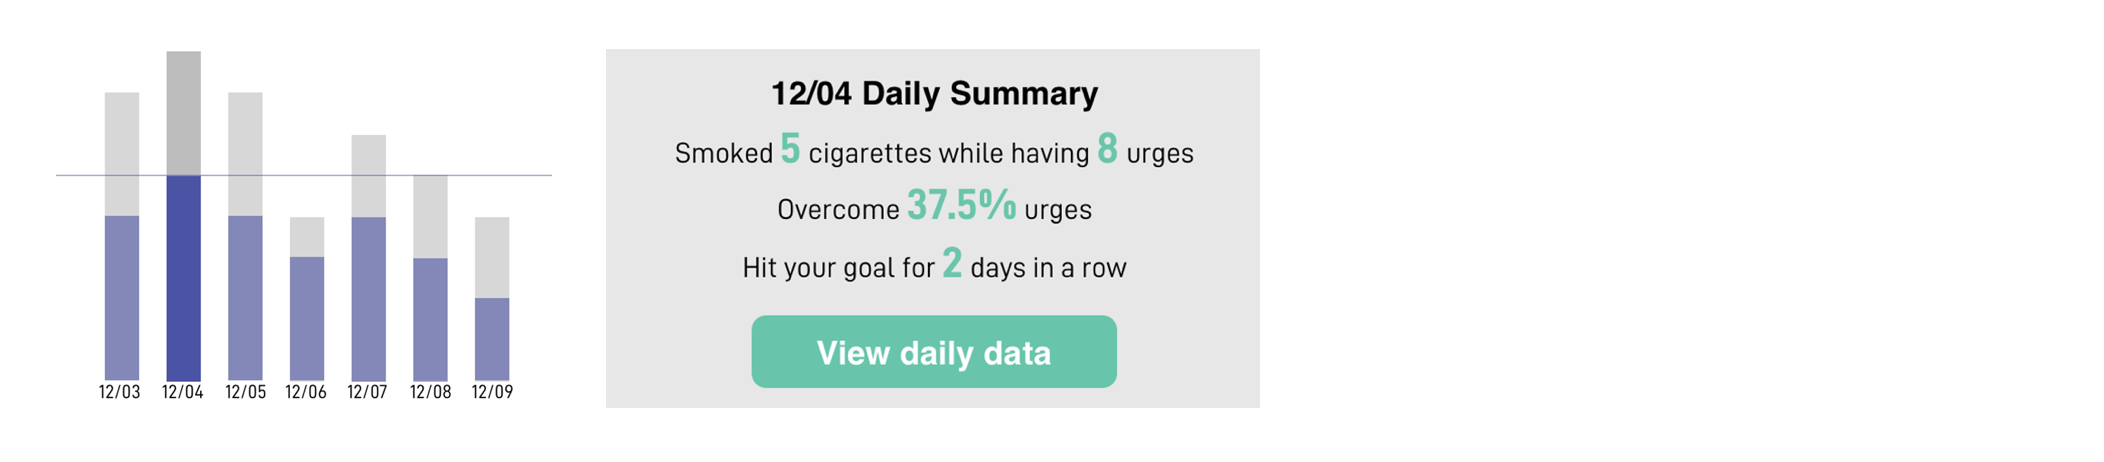 12/03 12/04 12/05 12/06 12/07 12/08 12/09
12/04 Daily Summary
Smoked 5 cigarettes while having 8 urges
Overcome 37.5% urges
Hit your goal for 2 days in a row
View daily data